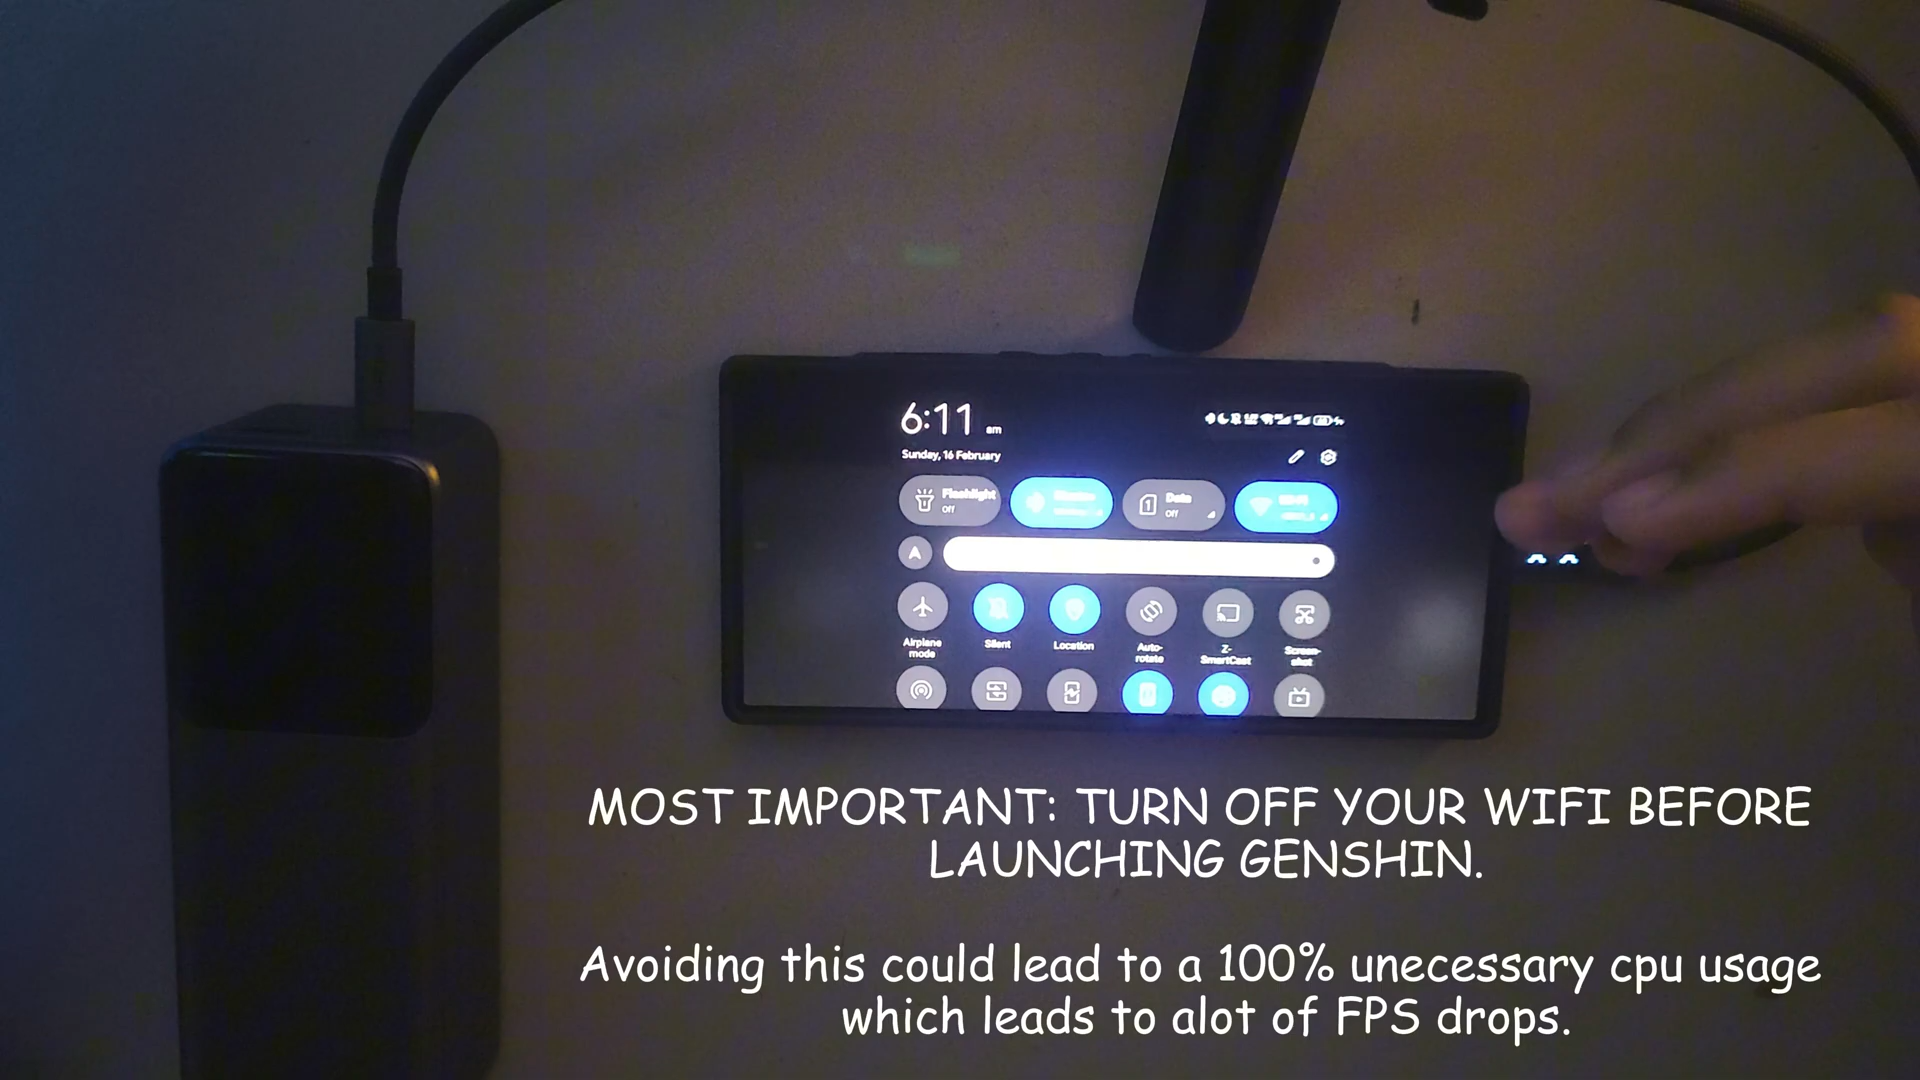 6:11 am
Sunday, 16 February
Flashlight
Off
Data
Off
Wi-Fi
A
Airplane
mode
Silent
Location
Auto-
rotate
Z-
SmartCast
Screen-
shot
MOST IMPORTANT: TURN OFF YOUR WIFI BEFORE
LAUNCHING GENSHIN.
Avoiding this could lead to a 100% unecessary cpu usage
which leads to alot of FPS drops.